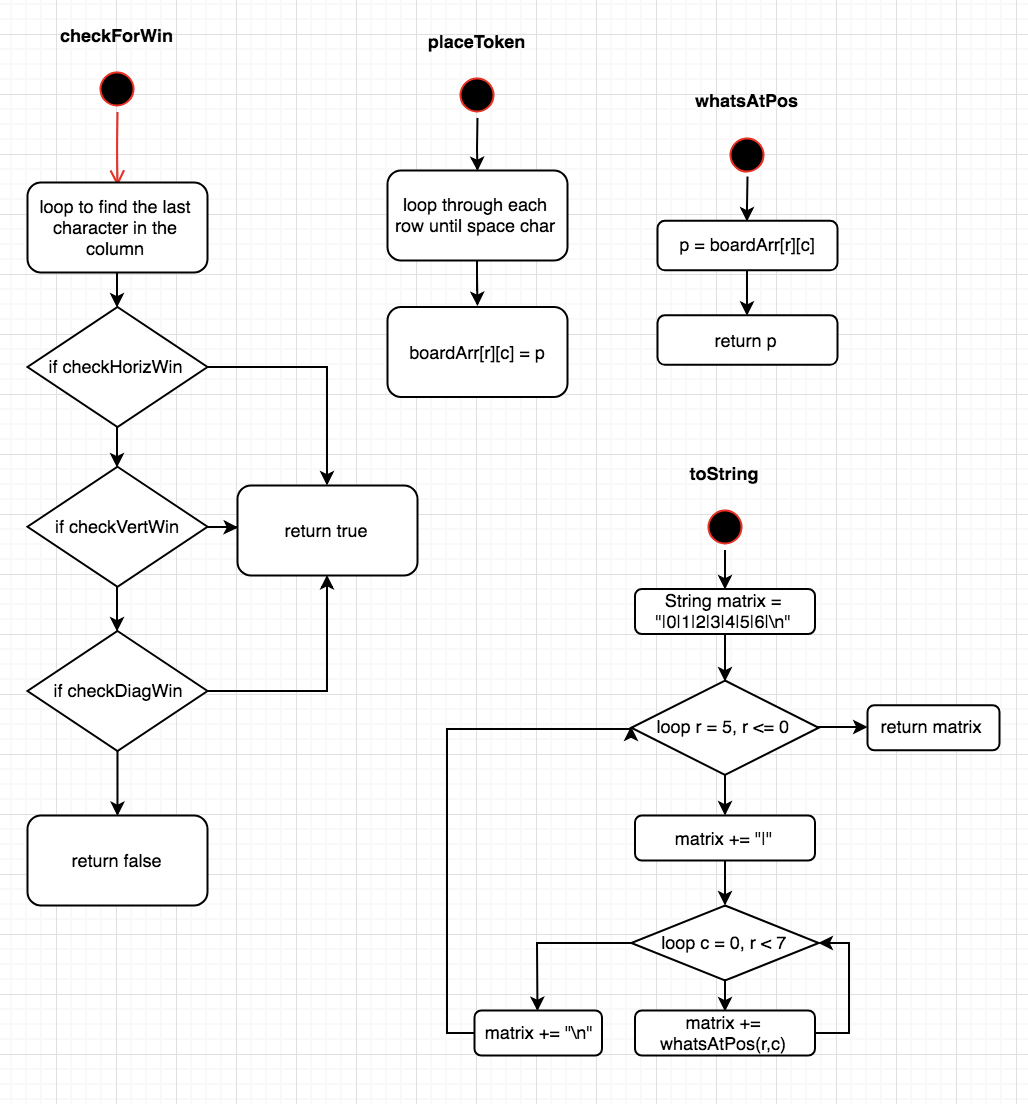 checkForWin
loop to find the last
character in the
column
if checkHorizWin
if checkVertWin
return true
if checkDiagWin
return false
placeToken
loop through each
row until space char
boardArr[r][c] = p
whatsAtPos
p = boardArr[r][c]
return p
toString
String matrix =
"|0|1|2|3|4|5|6|\n"
loop r = 5, r <= 0
return matrix
matrix += "|"
loop c = 0, r < 7
matrix += "\n"
matrix +=
whatsAtPos(r,c)